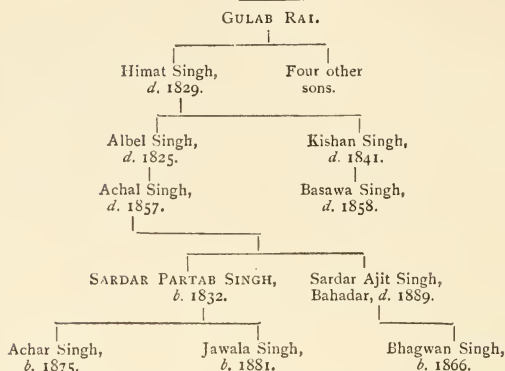 GULAB RAI.
Himat Singh,
d. 1829.
Four other
sons.
Albel Singh,
d. 1825.
Kishan Singh,
d. 1841.
Achal Singh,
d. 1857.
Basawa Singh,
d. 1858.
SARDAR PARTAB SINGH,
b. 1832.
Sardar Ajit Singh,
Bahadar, d. 1889.
Achar Singh,
b. 1875.
Jawala Singh,
b. 1881.
Bhagwan Singh,
b. 1866.